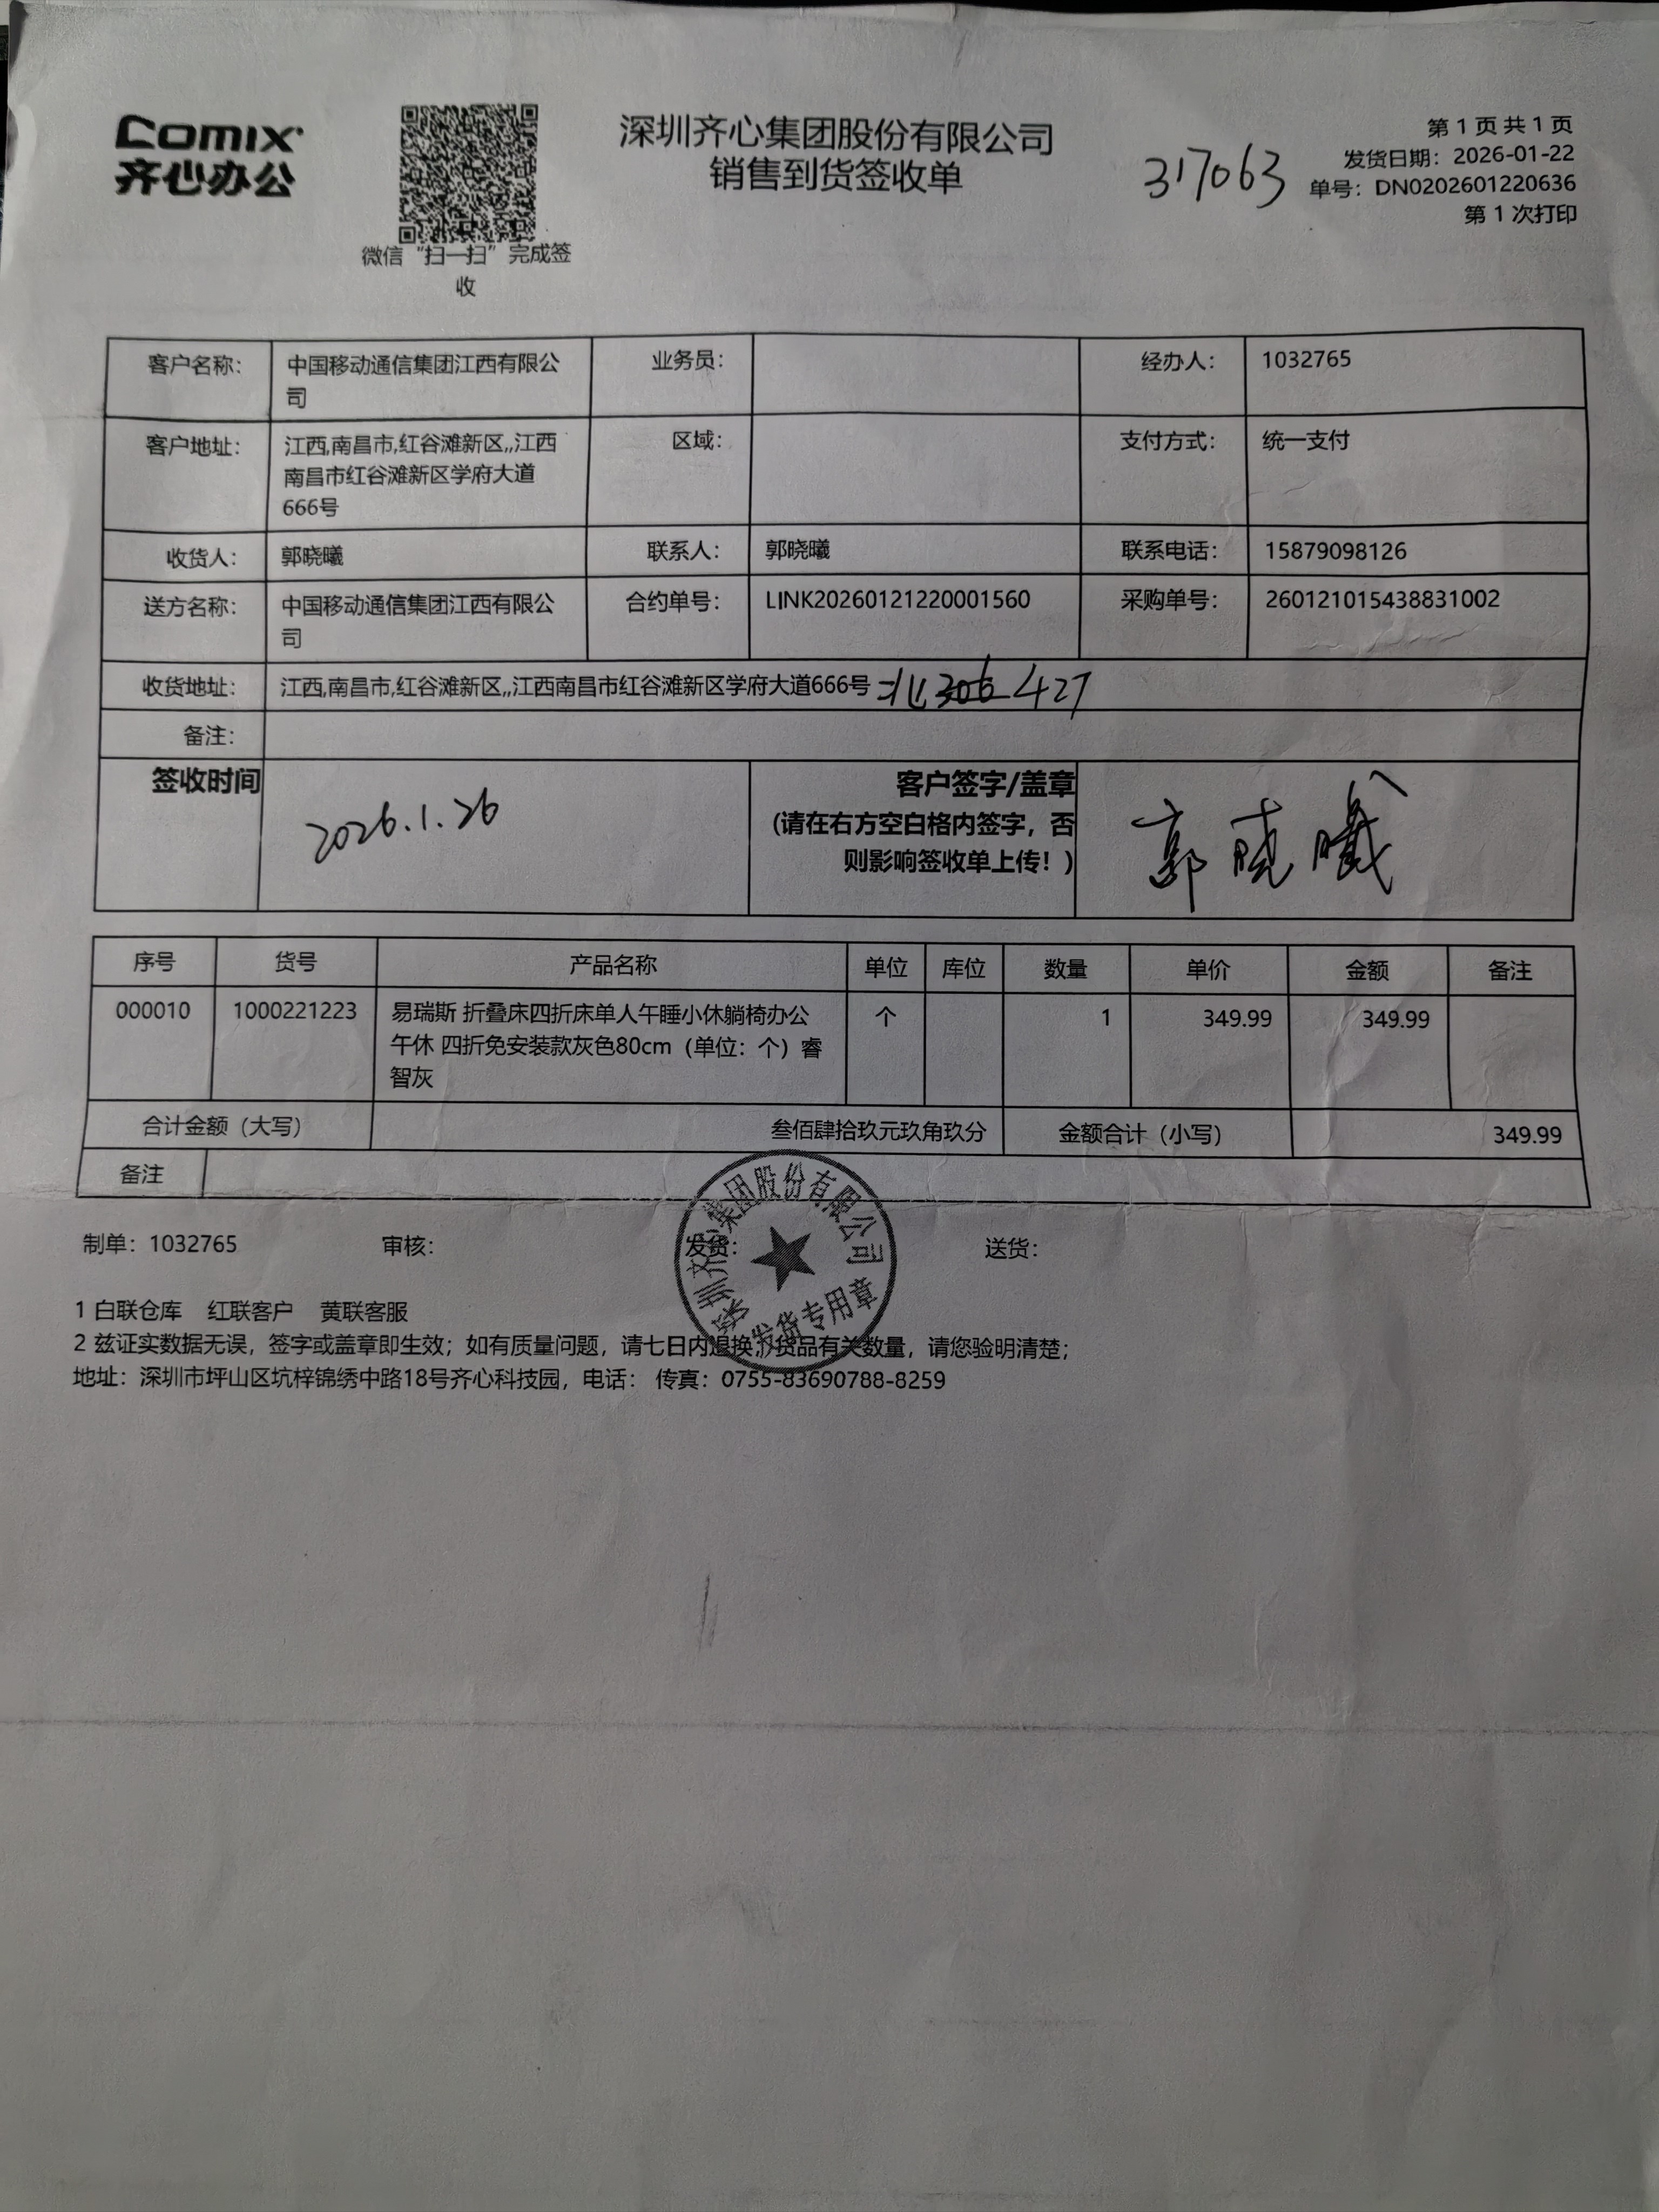 Comix
齐心办公
微信“扫一扫”完成签
收
深圳齐心集团股份有限公司
销售到货签收单
317063
第 1 页 共 1 页
发货日期：2026-01-22
单号：DN0202601220636
第 1 次打印
客户名称： 中国移动通信集团江西有限公 业务员： 经办人： 1032765
司
客户地址： 江西,南昌市,红谷滩新区,,江西 区域： 支付方式： 统一支付
南昌市红谷滩新区学府大道
666号
收货人： 郭晓曦 联系人： 郭晓曦 联系电话： 15879098126
送方名称： 中国移动通信集团江西有限公 合约单号： LINK20260121220001560 采购单号： 260121015438831002
司
收货地址： 江西,南昌市,红谷滩新区,,江西南昌市红谷滩新区学府大道666号 北306 427
备注：
签收时间 2026.1.26 客户签字/盖章 郭晓曦
(请在右方空白格内签字，否
则影响签收单上传！)
序号 货号 产品名称 单位 库位 数量 单价 金额 备注
000010 1000221223 易瑞斯 折叠床四折床单人午睡小休躺椅办公 个 1 349.99 349.99
午休 四折免安装款灰色80cm（单位：个）睿
智灰
合计金额（大写） 叁佰肆拾玖元玖角玖分 金额合计（小写） 349.99
备注
制单：1032765 审核： 发货： 送货：
深圳齐心集团股份有限公司
发货专用章
1 白联仓库 红联客户 黄联客服
2 兹证实数据无误，签字或盖章即生效；如有质量问题，请七日内退换；货品有关数量，请您验明清楚；
地址：深圳市坪山区坑梓锦绣中路18号齐心科技园，电话： 传真：0755-83690788-8259